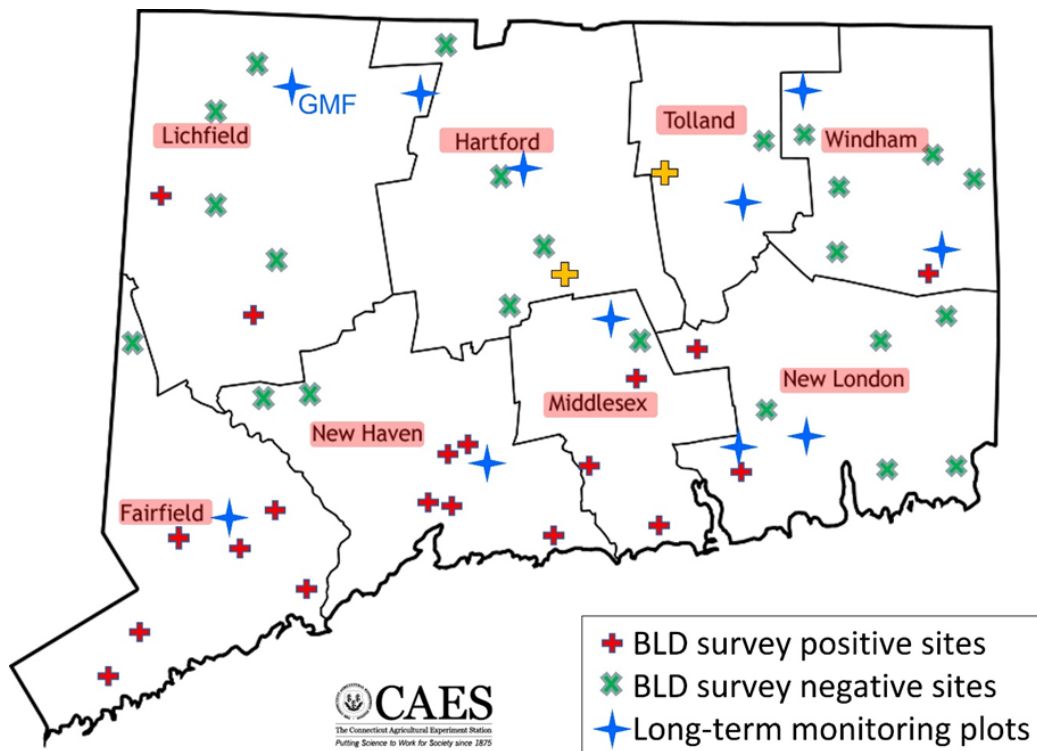 GMF
Lichfield
Hartford
Tolland
Windham
New London
Middlesex
New Haven
Fairfield
BLD survey positive sites
BLD survey negative sites
Long-term monitoring plots
CAES
The Connecticut Agricultural Experiment Station
Putting Science to Work for Society since 1875